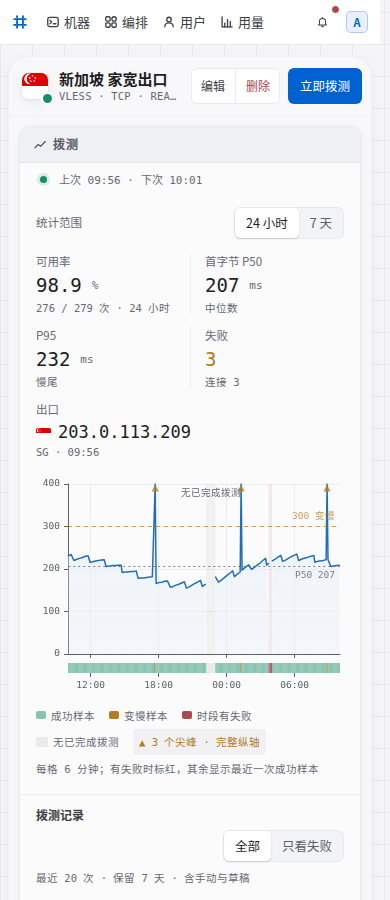 机器 编排 用户 用量 A
新加坡 家宽出口
VLESS · TCP · REA…
编辑 删除 立即拨测
拨测
上次 09:56 · 下次 10:01
统计范围 24 小时 7 天
可用率 首字节 P50
98.9 % 207 ms
276 / 279 次 · 24 小时 中位数
P95 失败
232 ms 3
慢尾 连接 3
出口
203.0.113.209
SG · 09:56
400
无已完成拨测
300
300 变慢
200
P50 207
100
0
12:00 18:00 00:00 06:00
成功样本 变慢样本 时段有失败
无已完成拨测 ▲ 3 个尖峰 · 完整纵轴
每格 6 分钟; 有失败时标红, 其余显示最近一次成功样本
拨测记录
全部 只看失败
最近 20 次 · 保留 7 天 · 含手动与草稿